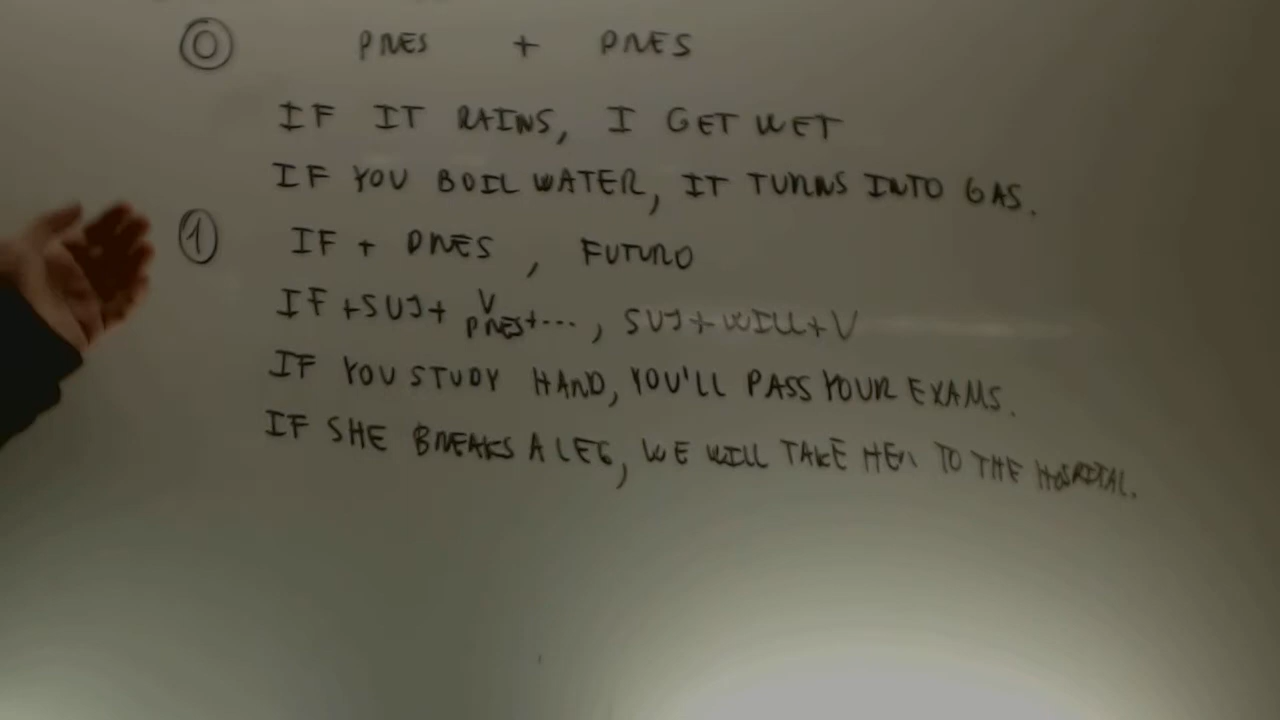 0 PRES + PRES
IF IT RAINS, I GET WET
IF YOU BOIL WATER, IT TURNS INTO GAS.
1 IF + PRES , FUTURO
IF + SUJ + V PRES + ... , SUJ + WILL + V
IF YOU STUDY HARD, YOU'LL PASS YOUR EXAMS.
IF SHE BREAKS A LEG, WE WILL TAKE HER TO THE HOSPITAL.